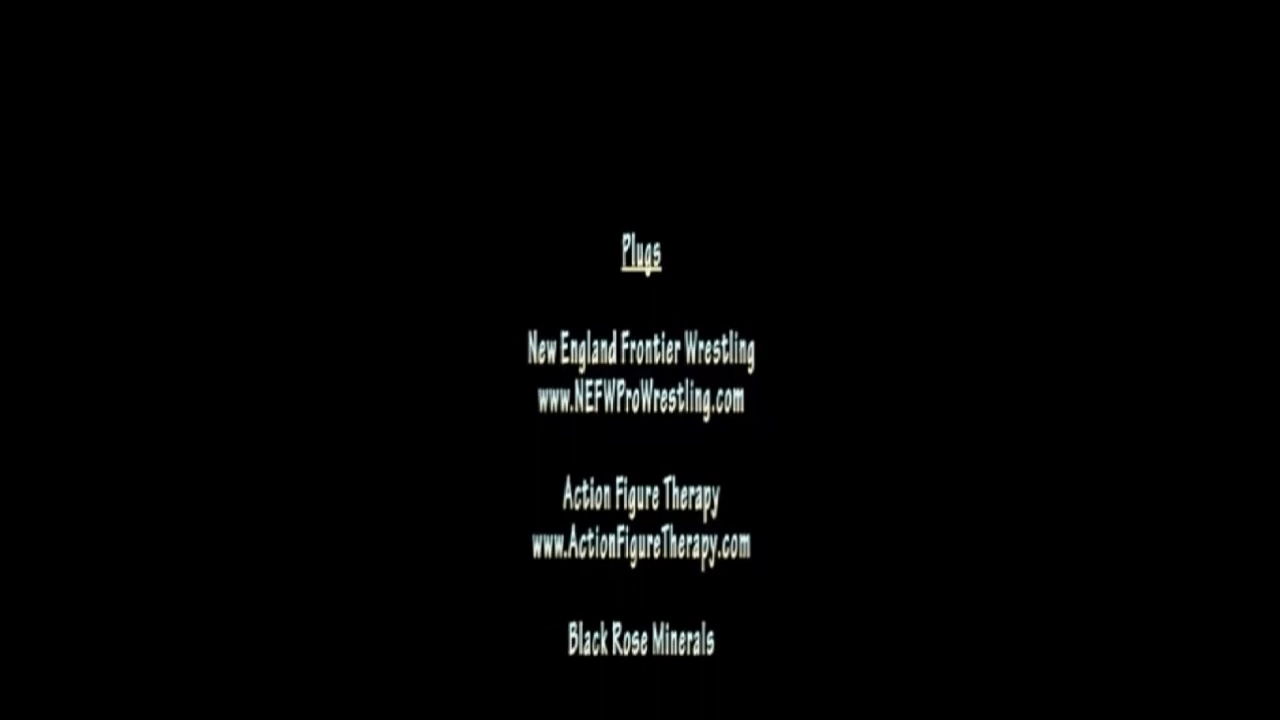 Plugs
New England Frontier Wrestling
www.NEFWProWrestling.com
Action Figure Therapy
www.ActionFigureTherapy.com
Black Rose Minerals